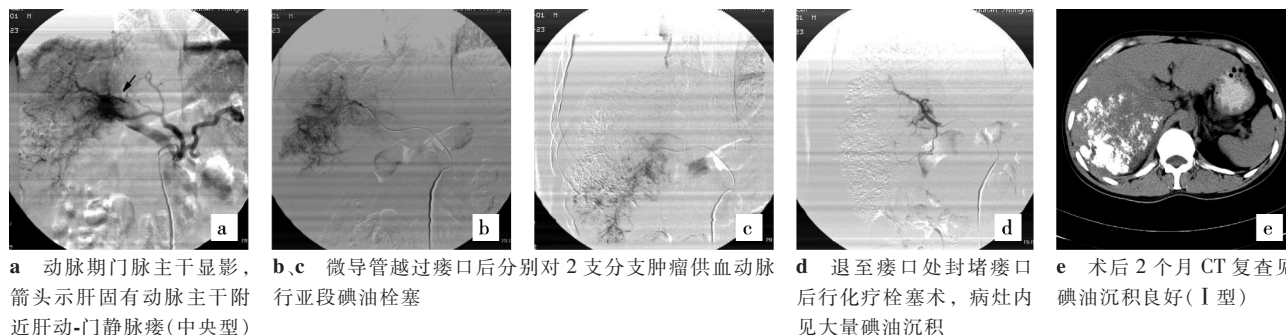 01 M
23
a
b
c
d
e
a 动脉期门脉主干显影，
箭头示肝固有动脉主干附
近肝动-门静脉瘘(中央型)
b、c 微导管越过瘘口后分别对 2 支分支肿瘤供血动脉
行亚段碘油栓塞
d 退至瘘口处封堵瘘口
后行化疗栓塞术，病灶内
见大量碘油沉积
e 术后 2 个月 CT 复查见
碘油沉积良好(Ⅰ型)